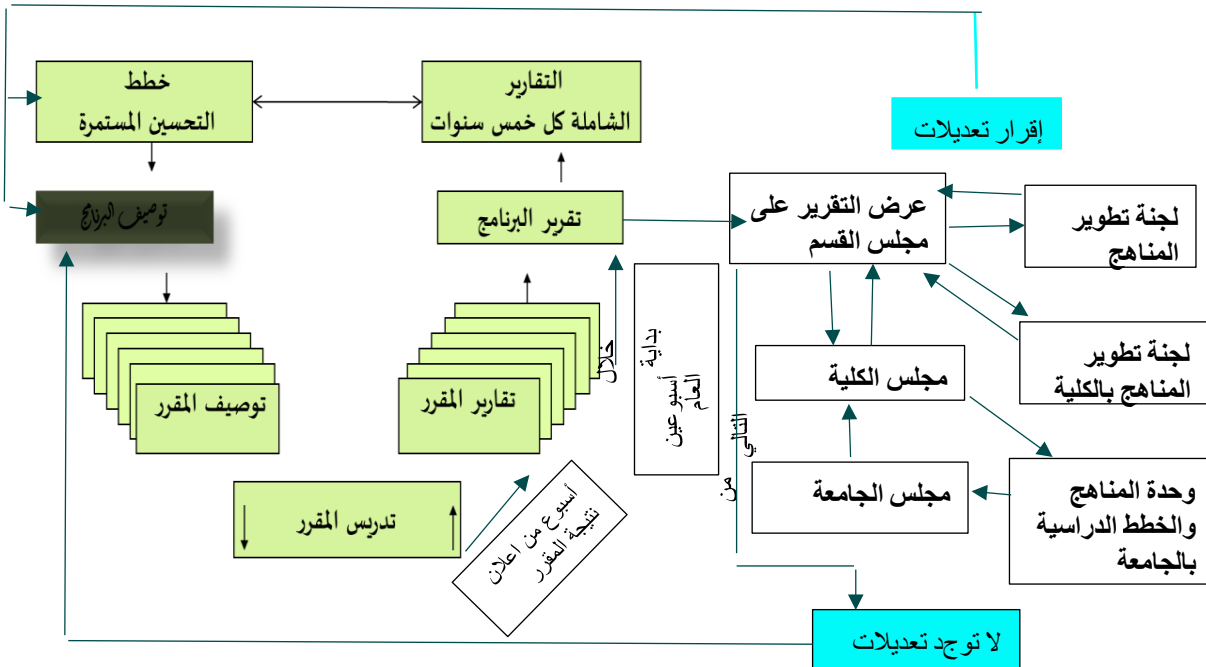 إقرار تعديلات
خطط
التحسين المستمرة
التقارير
الشاملة كل خمس سنوات
توصيف البرنامج
تقرير البرنامج
عرض التقرير على
مجلس القسم
لجنة تطوير
المناهج
لجنة تطوير
المناهج بالكلية
مجلس الكلية
وحدة المناهج
والخطط الدراسية
بالجامعة
مجلس الجامعة
توصيف المقرر
تقارير المقرر
خلال
أسبوعين
بداية
العام
من
التالي
تدريس المقرر
أسبوع من اعلان
نتيجة المقرر
لا توجد تعديلات